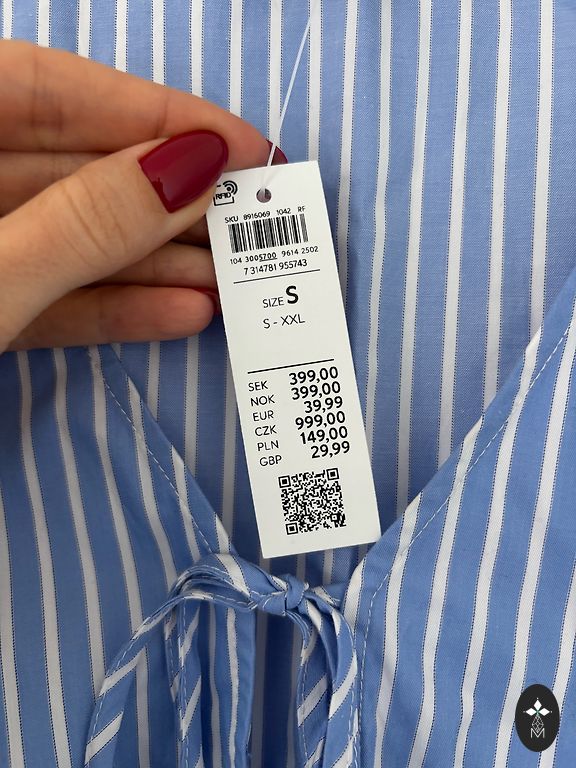 RFID
SKU 8916069 1042 RF
104 3005700 9614 2502
7 314781 955743
SIZE S
S - XXL
SEK 399,00
NOK 399,00
EUR 39,99
CZK 999,00
PLN 149,00
GBP 29,99
M